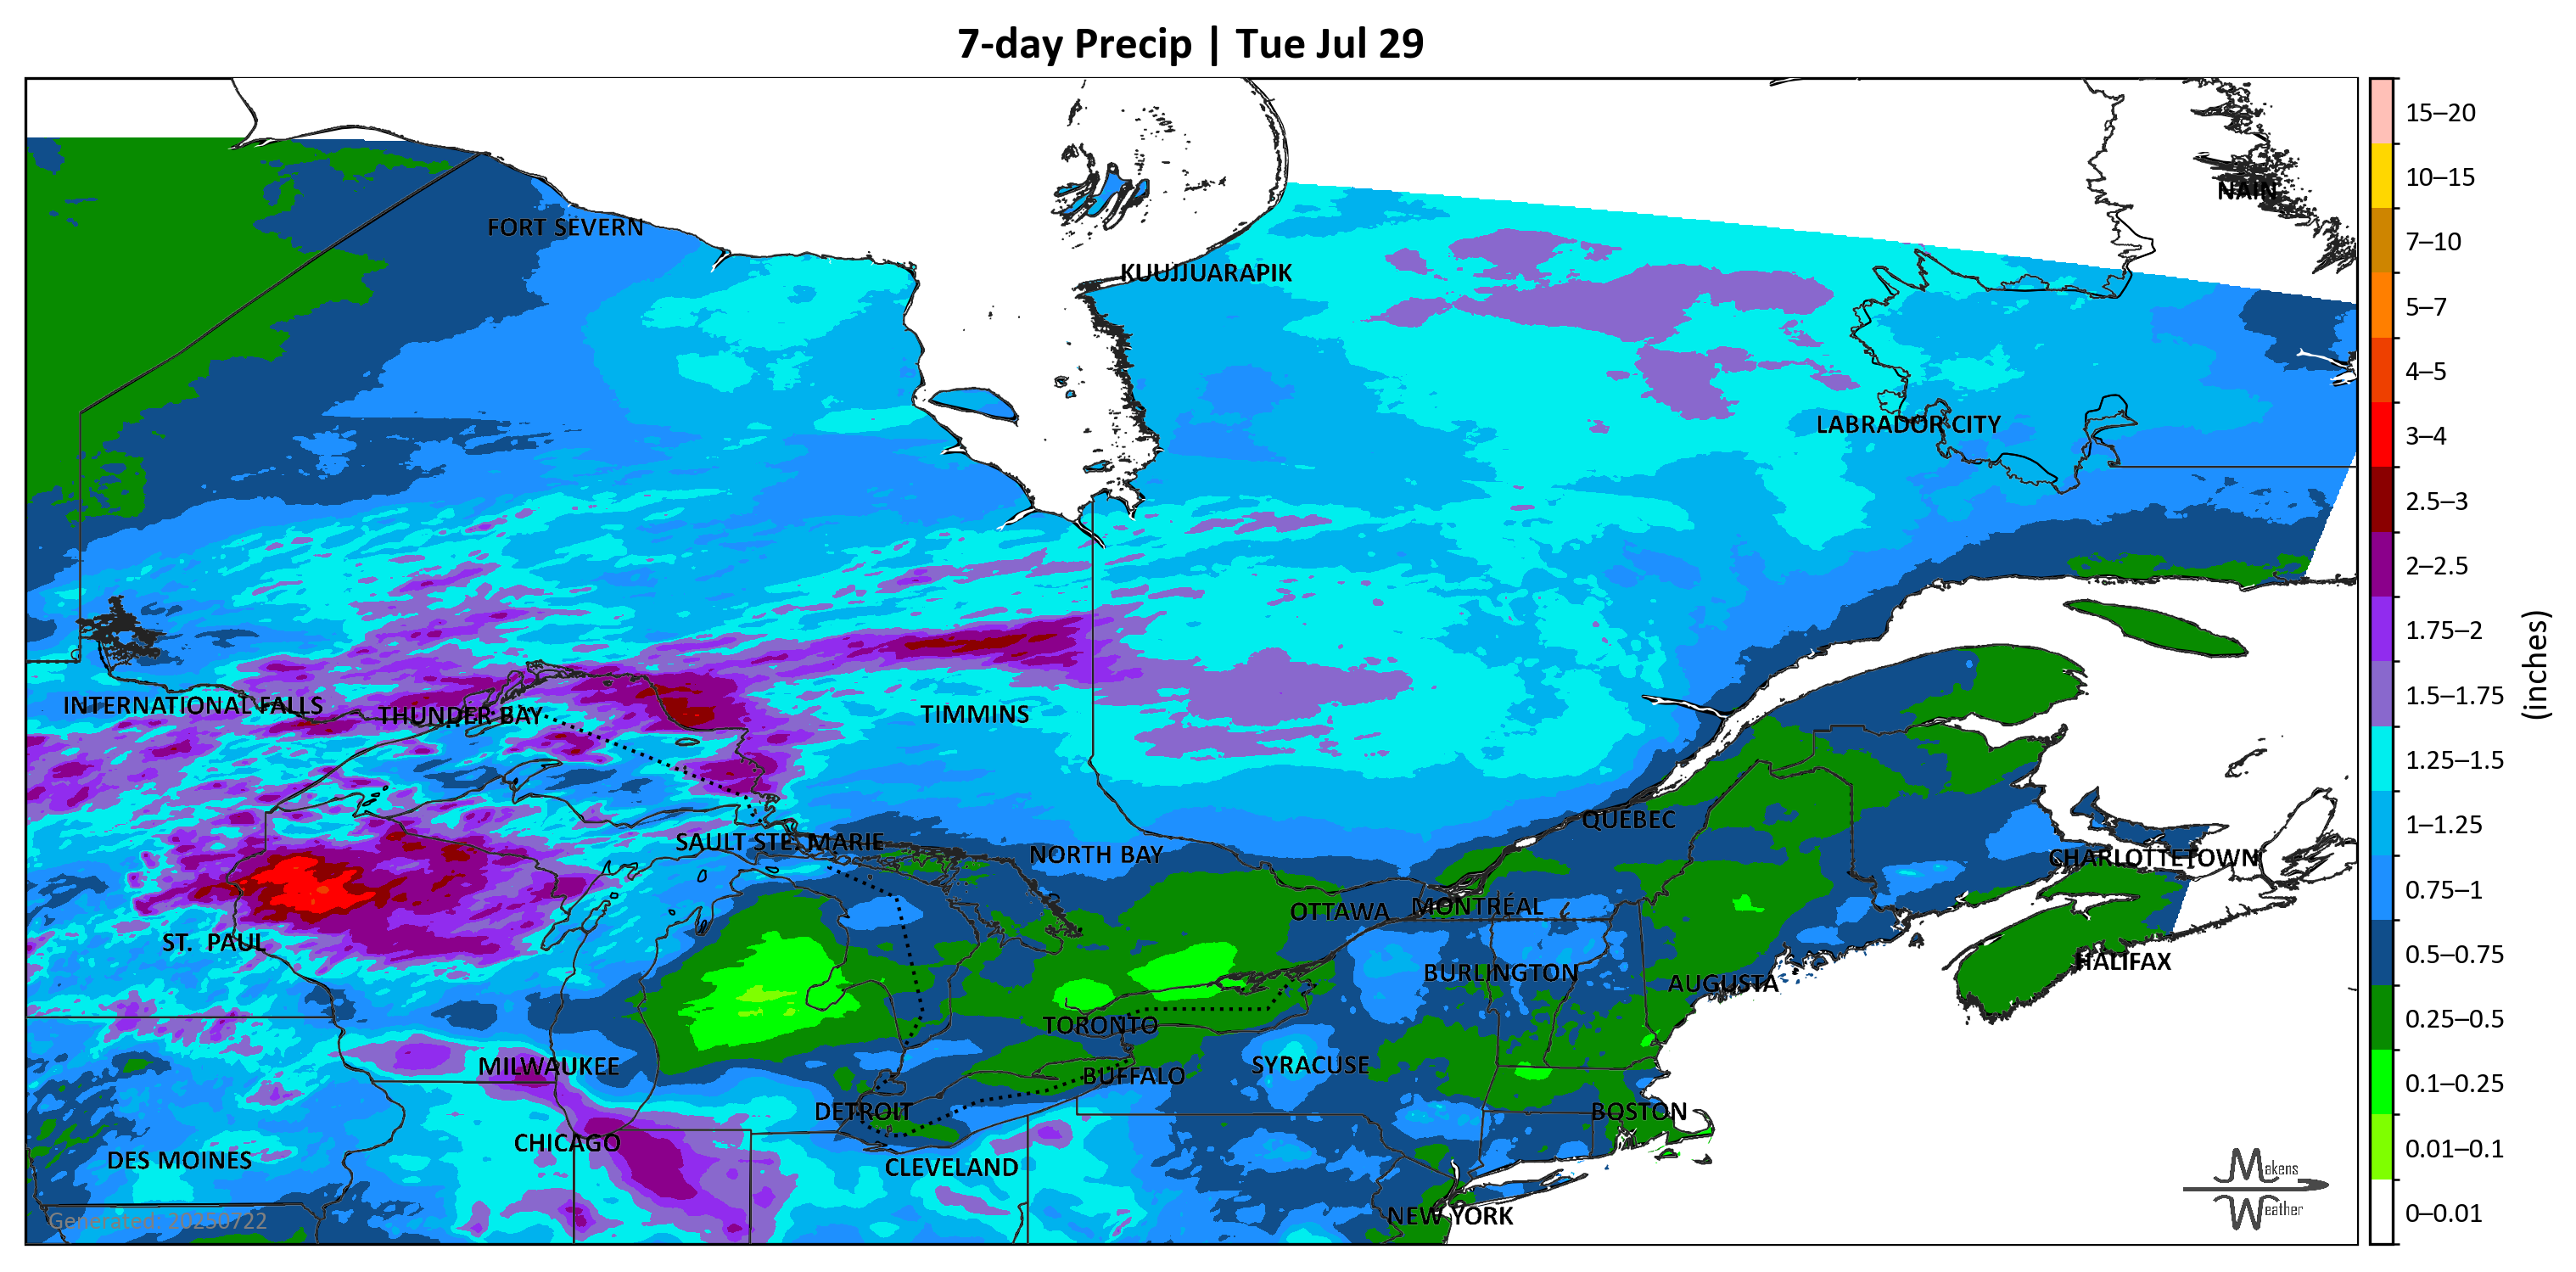 7-day Precip | Tue Jul 29
NAIN
FORT SEVERN
KUUJJUARAPIK
LABRADOR CITY
INTERNATIONAL FALLS
THUNDER BAY
TIMMINS
QUÉBEC
SAULT STE. MARIE
NORTH BAY
CHARLOTTETOWN
OTTAWA
MONTRÉAL
ST. PAUL
HALIFAX
BURLINGTON
AUGUSTA
TORONTO
MILWAUKEE
SYRACUSE
BUFFALO
DETROIT
BOSTON
CHICAGO
DES MOINES
CLEVELAND
NEW YORK
Generated: 20250722
Makens
Weather
15–20
10–15
7–10
5–7
4–5
3–4
2.5–3
2–2.5
1.75–2
1.5–1.75
1.25–1.5
1–1.25
0.75–1
0.5–0.75
0.25–0.5
0.1–0.25
0.01–0.1
0–0.01
(inches)